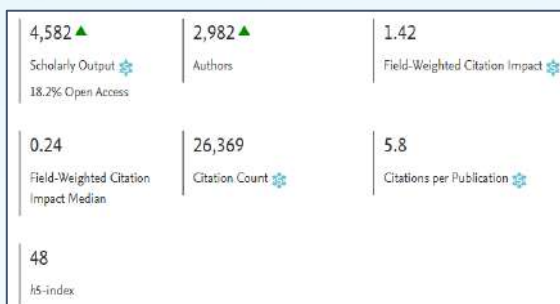 4,582
Scholarly Output
18.2% Open Access
2,982
Authors
1.42
Field-Weighted Citation Impact
0.24
Field-Weighted Citation
Impact Median
26,369
Citation Count
5.8
Citations per Publication
48
h5-index